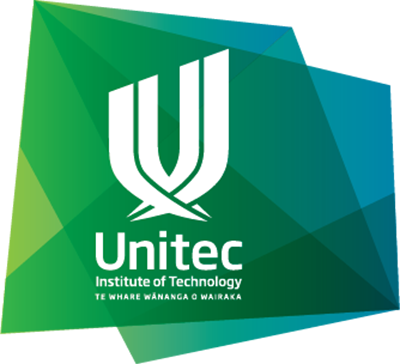 Unitec
Institute of Technology
TE WHARE WĀNANGA O WAIRAKA